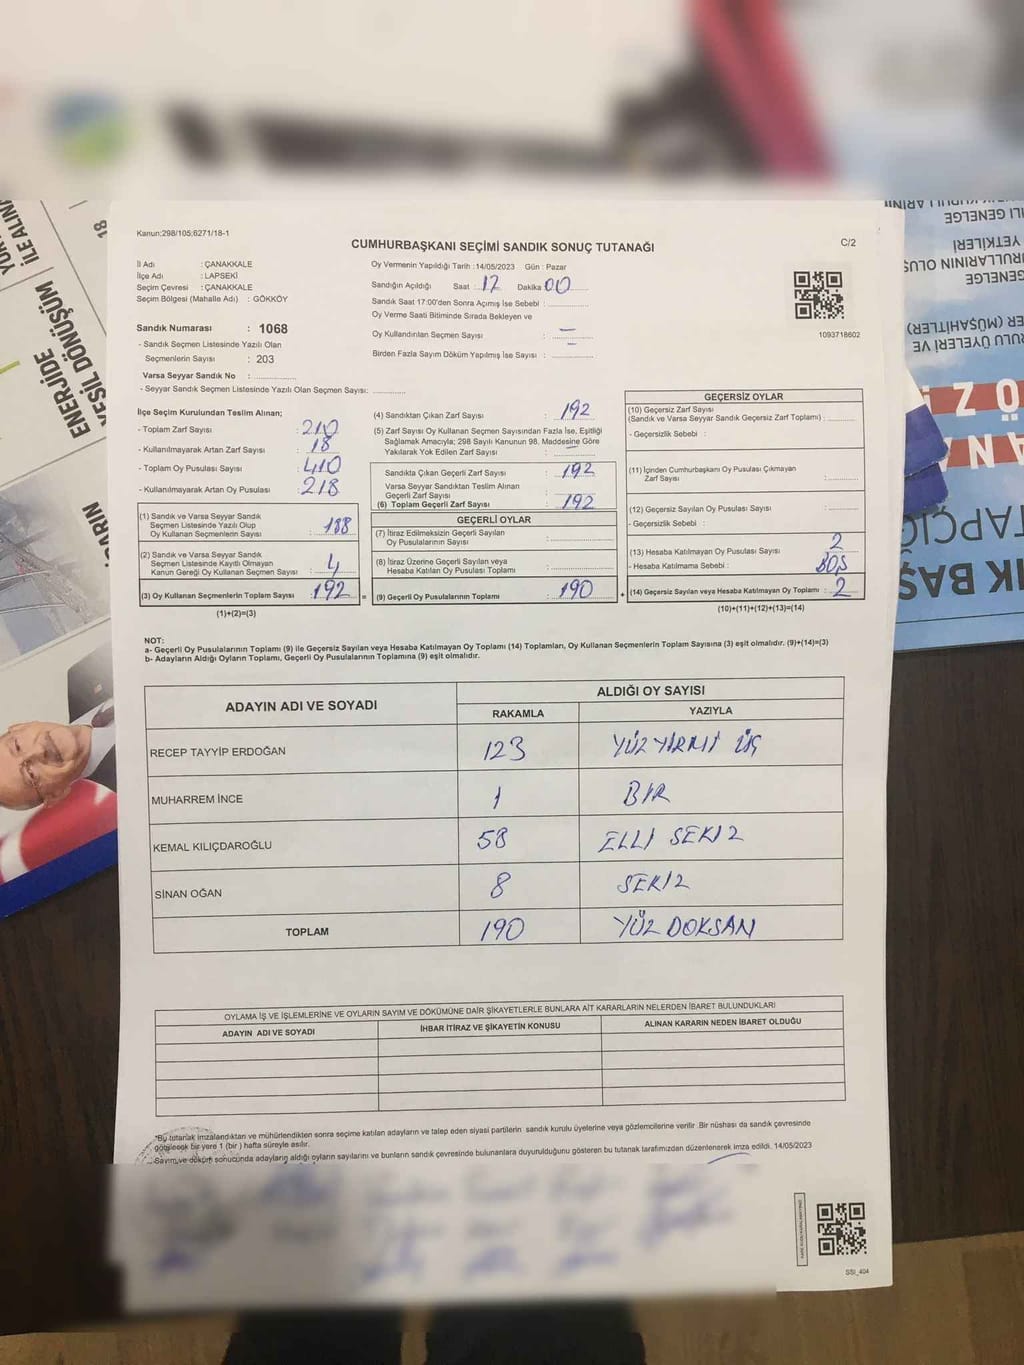 Kanun:298/105;6271/18-1
CUMHURBAŞKANI SEÇİMİ SANDIK SONUÇ TUTANAĞI
C/2
İl Adı : ÇANAKKALE
İlçe Adı : LAPSEKİ
Seçim Çevresi : ÇANAKKALE
Seçim Bölgesi (Mahalle Adı) : GÖKKÖY
Sandık Numarası : 1068
- Sandık Seçmen Listesinde Yazılı Olan
Seçmenlerin Sayısı : 203
Varsa Seyyar Sandık No :
- Seyyar Sandık Seçmen Listesinde Yazılı Olan Seçmen Sayısı:
Oy Vermenin Yapıldığı Tarih :14/05/2023 Gün : Pazar
Sandığın Açıldığı Saat : 17 Dakika 00
Sandık Saat 17:00'den Sonra Açımış İse Sebebi :
Oy Verme Saati Bitiminde Sırada Bekleyen ve
Oy Kullandırılan Seçmen Sayısı : —
Birden Fazla Sayım Döküm Yapılmış İse Sayısı : —
1093718602
İlçe Seçim Kurulundan Teslim Alınan;
- Toplam Zarf Sayısı : 210
- Kullanılmayarak Artan Zarf Sayısı : 18
- Toplam Oy Pusulası Sayısı : 410
- Kullanılmayarak Artan Oy Pusulası : 218
(1) Sandık ve Varsa Seyyar Sandık
Seçmen Listesinde Yazılı Olup
Oy Kullanan Seçmenlerin Sayısı : 188
(2) Sandık ve Varsa Seyyar Sandık
Seçmen Listesinde Kayıtlı Olmayan
Kanun Gereği Oy Kullanan Seçmen Sayısı : 4
(3) Oy Kullanan Seçmenlerin Toplam Sayısı : 192
(1)+(2)=(3)
(4) Sandıktan Çıkan Zarf Sayısı : 192
(5) Zarf Sayısı Oy Kullanan Seçmen Sayısından Fazla İse, Eşitliği
Sağlamak Amacıyla; 298 Sayılı Kanunun 98. Maddesine Göre
Yakılarak Yok Edilen Zarf Sayısı : —
Sandıkta Çıkan Geçerli Zarf Sayısı : 192
Varsa Seyyar Sandıktan Teslim Alınan
Geçerli Zarf Sayısı
(6) Toplam Geçerli Zarf Sayısı : 192
GEÇERLİ OYLAR
(7) İtiraz Edilmeksizin Geçerli Sayılan
Oy Pusulalarının Sayısı :
(8) İtiraz Üzerine Geçerli Sayılan veya
Hesaba Katılan Oy Pusulası Toplamı :
= (9) Geçerli Oy Pusulalarının Toplamı : 190
GEÇERSİZ OYLAR
(10) Geçersiz Zarf Sayısı
(Sandık ve Varsa Seyyar Sandık Geçersiz Zarf Toplamı) :
- Geçersizlik Sebebi :
(11) İçinden Cumhurbaşkanı Oy Pusulası Çıkmayan
Zarf Sayısı :
(12) Geçersiz Sayılan Oy Pusulası Sayısı :
- Geçersizlik Sebebi :
(13) Hesaba Katılmayan Oy Pusulası Sayısı : 2
- Hesaba Katılmama Sebebi : BOŞ
+ (14) Geçersiz Sayılan veya Hesaba Katılmayan Oy Toplamı : 2
(10)+(11)+(12)+(13)=(14)
NOT:
a- Geçerli Oy Pusulalarının Toplamı (9) ile Geçersiz Sayılan veya Hesaba Katılmayan Oy Toplamı (14) Toplamları, Oy Kullanan Seçmenlerin Toplam Sayısına (3) eşit olmalıdır. (9)+(14)=(3)
b- Adayların Aldığı Oyların Toplamı, Geçerli Oy Pusulalarının Toplamına (9) eşit olmalıdır.
ADAYIN ADI VE SOYADI ALDIĞI OY SAYISI
RAKAMLA YAZIYLA
RECEP TAYYİP ERDOĞAN 123 YÜZ YİRMİ ÜÇ
MUHARREM İNCE 1 BİR
KEMAL KILIÇDAROĞLU 58 ELLİ SEKİZ
SİNAN OĞAN 8 SEKİZ
TOPLAM 190 YÜZ DOKSAN
OYLAMA İŞ VE İŞLEMLERİNE VE OYLARIN SAYIM VE DÖKÜMÜNE DAİR ŞİKAYETLERLE BUNLARA AİT KARARLARIN NELERDEN İBARET BULUNDUKLARI
ADAYIN ADI VE SOYADI İHBAR İTİRAZ VE ŞİKAYETİN KONUSU ALINAN KARARIN NEDEN İBARET OLDUĞU
*Bu tutanak imzalandıktan ve mühürlendikten sonra seçime katılan adayların ve talep eden siyasi partilerin sandık kurulu üyelerine veya gözlemcilerine verilir .Bir nüshası da sandık çevresinde
görülecek bir yere 1 (bir ) hafta süreyle asılır.
Sayım ve döküm sonucunda adayların aldığı oyların sayılarını ve bunların sandık çevresinde bulunanlara duyurulduğunu gösteren bu tutanak tarafımızdan düzenlenerek imza edildi. 14/05/2023
SSI_404
ENERJİDE
YEŞİL DÖNÜŞÜM
İLE ALINA
18